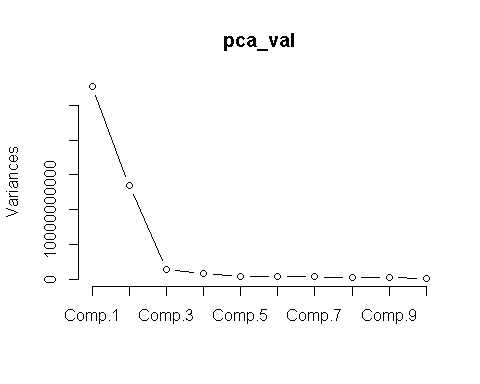 pca_val
Variances
0 10000000000
Comp.1 Comp.3 Comp.5 Comp.7 Comp.9